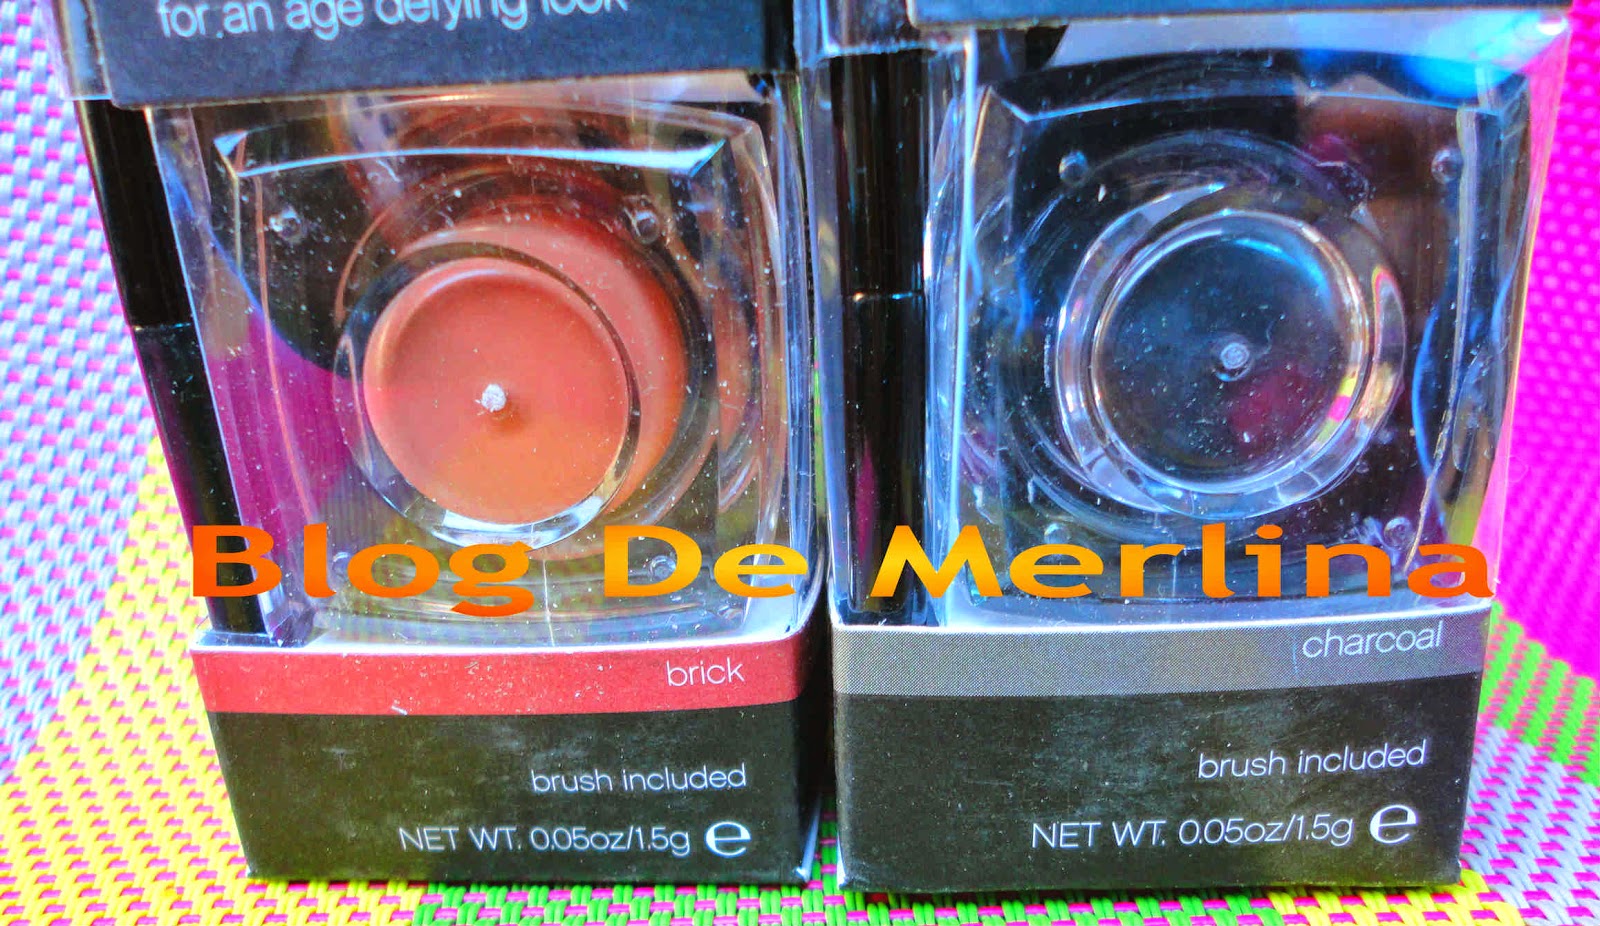 for an age defying look
Blog De Merlina
brick
brush included
NET WT. 0.05oz/1.5g e
charcoal
brush included
NET WT. 0.05oz/1.5g e